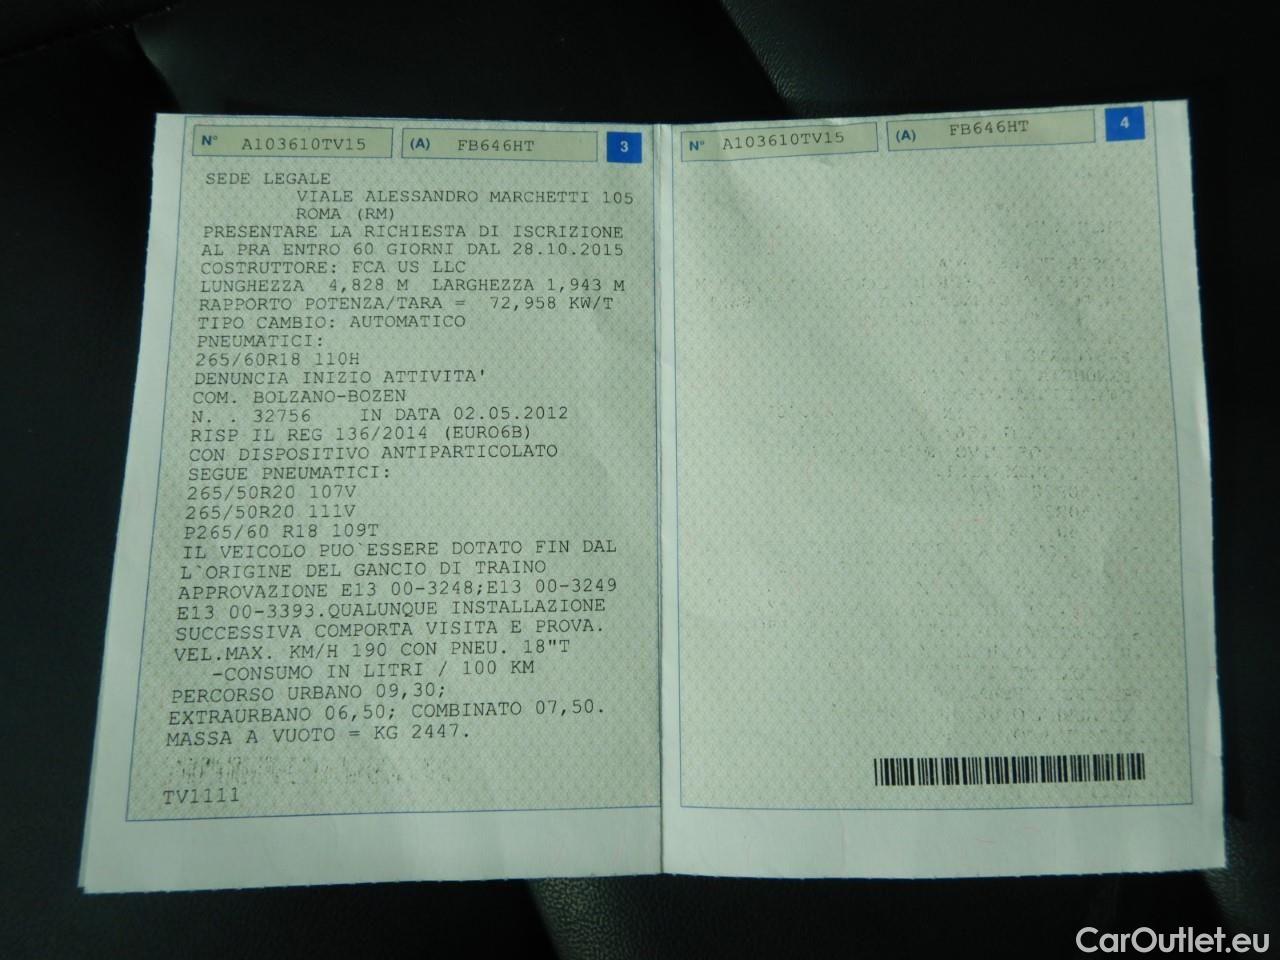 N° A103610TV15 (A) FB646HT 3
SEDE LEGALE
VIALE ALESSANDRO MARCHETTI 105
ROMA (RM)
PRESENTARE LA RICHIESTA DI ISCRIZIONE
AL PRA ENTRO 60 GIORNI DAL 28.10.2015
COSTRUTTORE: FCA US LLC
LUNGHEZZA 4,828 M LARGHEZZA 1,943 M
RAPPORTO POTENZA/TARA = 72,958 KW/T
TIPO CAMBIO: AUTOMATICO
PNEUMATICI:
265/60R18 110H
DENUNCIA INIZIO ATTIVITA'
COM. BOLZANO-BOZEN
N. . 32756 IN DATA 02.05.2012
RISP IL REG 136/2014 (EURO6B)
CON DISPOSITIVO ANTIPARTICOLATO
SEGUE PNEUMATICI:
265/50R20 107V
265/50R20 111V
P265/60 R18 109T
IL VEICOLO PUO`ESSERE DOTATO FIN DAL
L`ORIGINE DEL GANCIO DI TRAINO
APPROVAZIONE E13 00-3248;E13 00-3249
E13 00-3393.QUALUNQUE INSTALLAZIONE
SUCCESSIVA COMPORTA VISITA E PROVA.
VEL.MAX. KM/H 190 CON PNEU. 18"T
-CONSUMO IN LITRI / 100 KM
PERCORSO URBANO 09,30;
EXTRAURBANO 06,50; COMBINATO 07,50.
MASSA A VUOTO = KG 2447.
TV1111
N° A103610TV15 (A) FB646HT 4
CarOutlet.eu